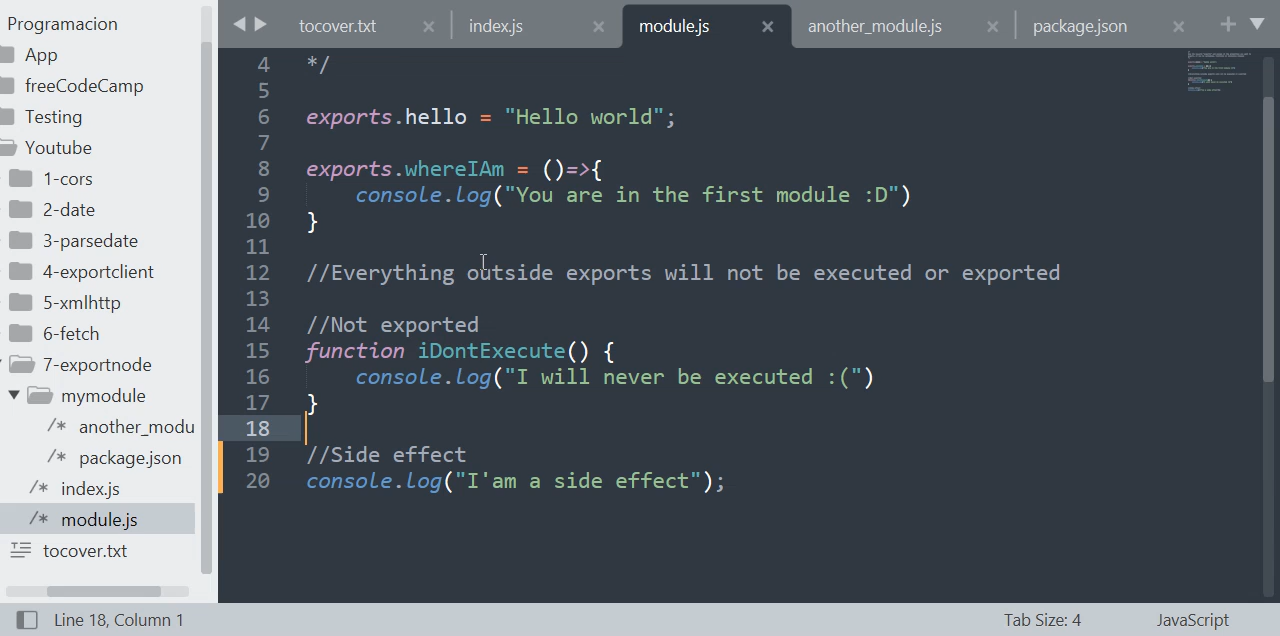 Programacion
App
freeCodeCamp
Testing
Youtube
1-cors
2-date
3-parsedate
4-exportclient
5-xmlhttp
6-fetch
7-exportnode
mymodule
/* another_modu
/* package.json
/* index.js
/* module.js
tocover.txt
tocover.txt × index.js × module.js × another_module.js × package.json ×
4 */
5
6 exports.hello = "Hello world";
7
8 exports.whereIAm = ()=>{
9     console.log("You are in the first module :D")
10 }
11
12 //Everything outside exports will not be executed or exported
13
14 //Not exported
15 function iDontExecute() {
16     console.log("I will never be executed :(")
17 }
18
19 //Side effect
20 console.log("I'am a side effect");
Line 18, Column 1 Tab Size: 4 JavaScript